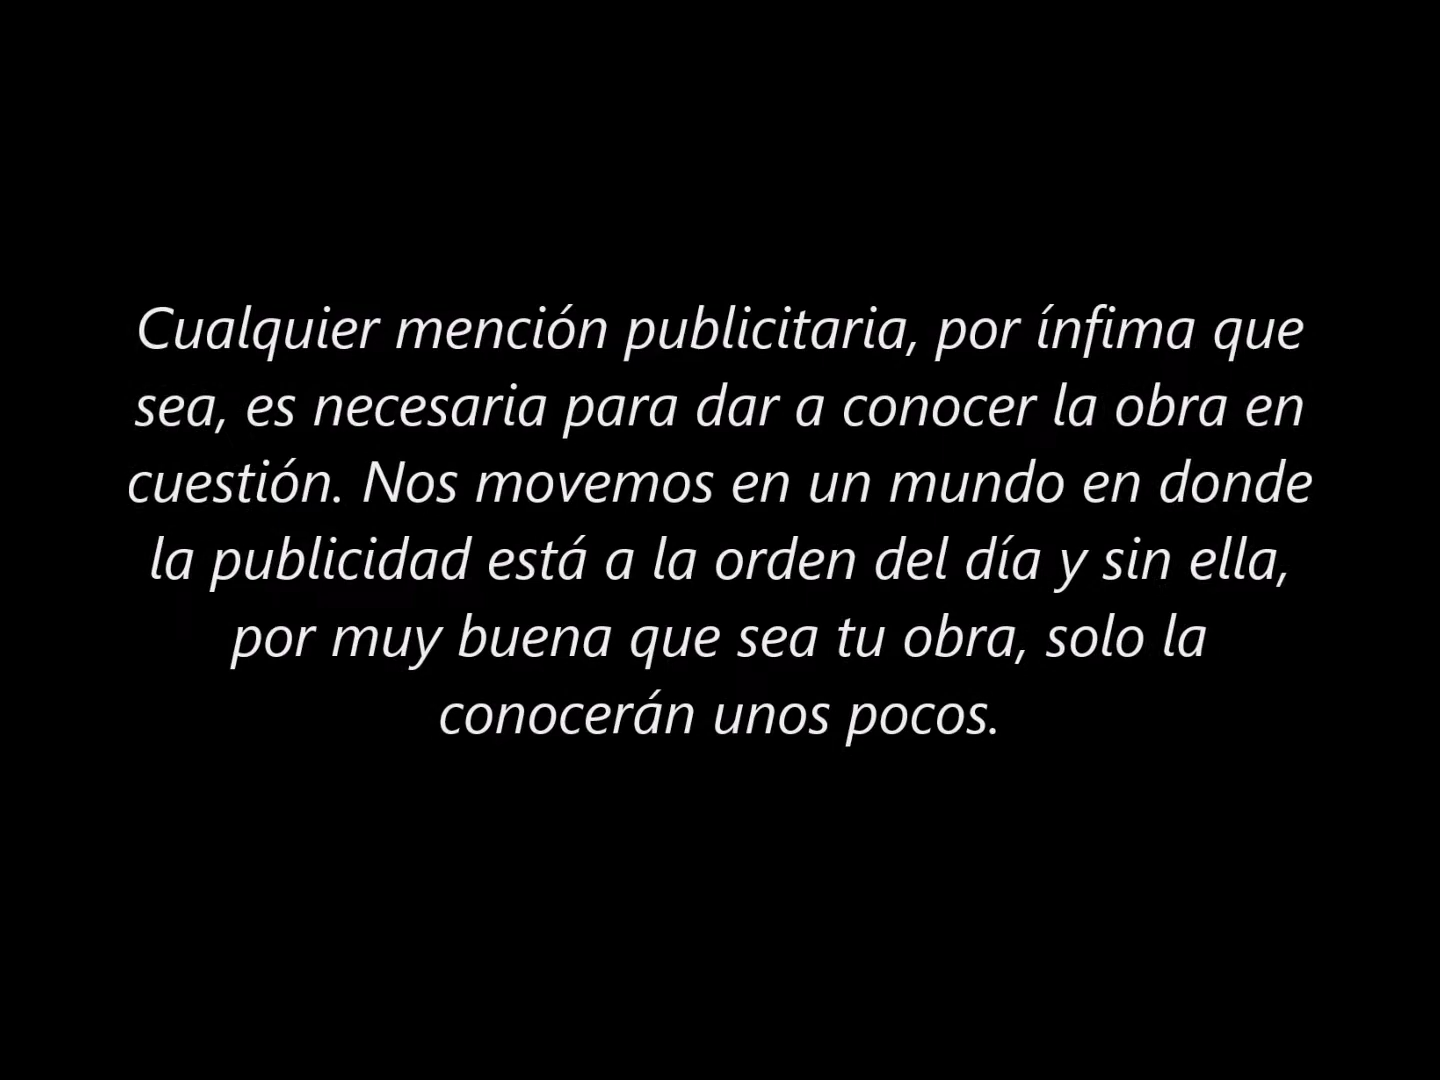 Cualquier mención publicitaria, por ínfima que
sea, es necesaria para dar a conocer la obra en
cuestión. Nos movemos en un mundo en donde
la publicidad está a la orden del día y sin ella,
por muy buena que sea tu obra, solo la
conocerán unos pocos.